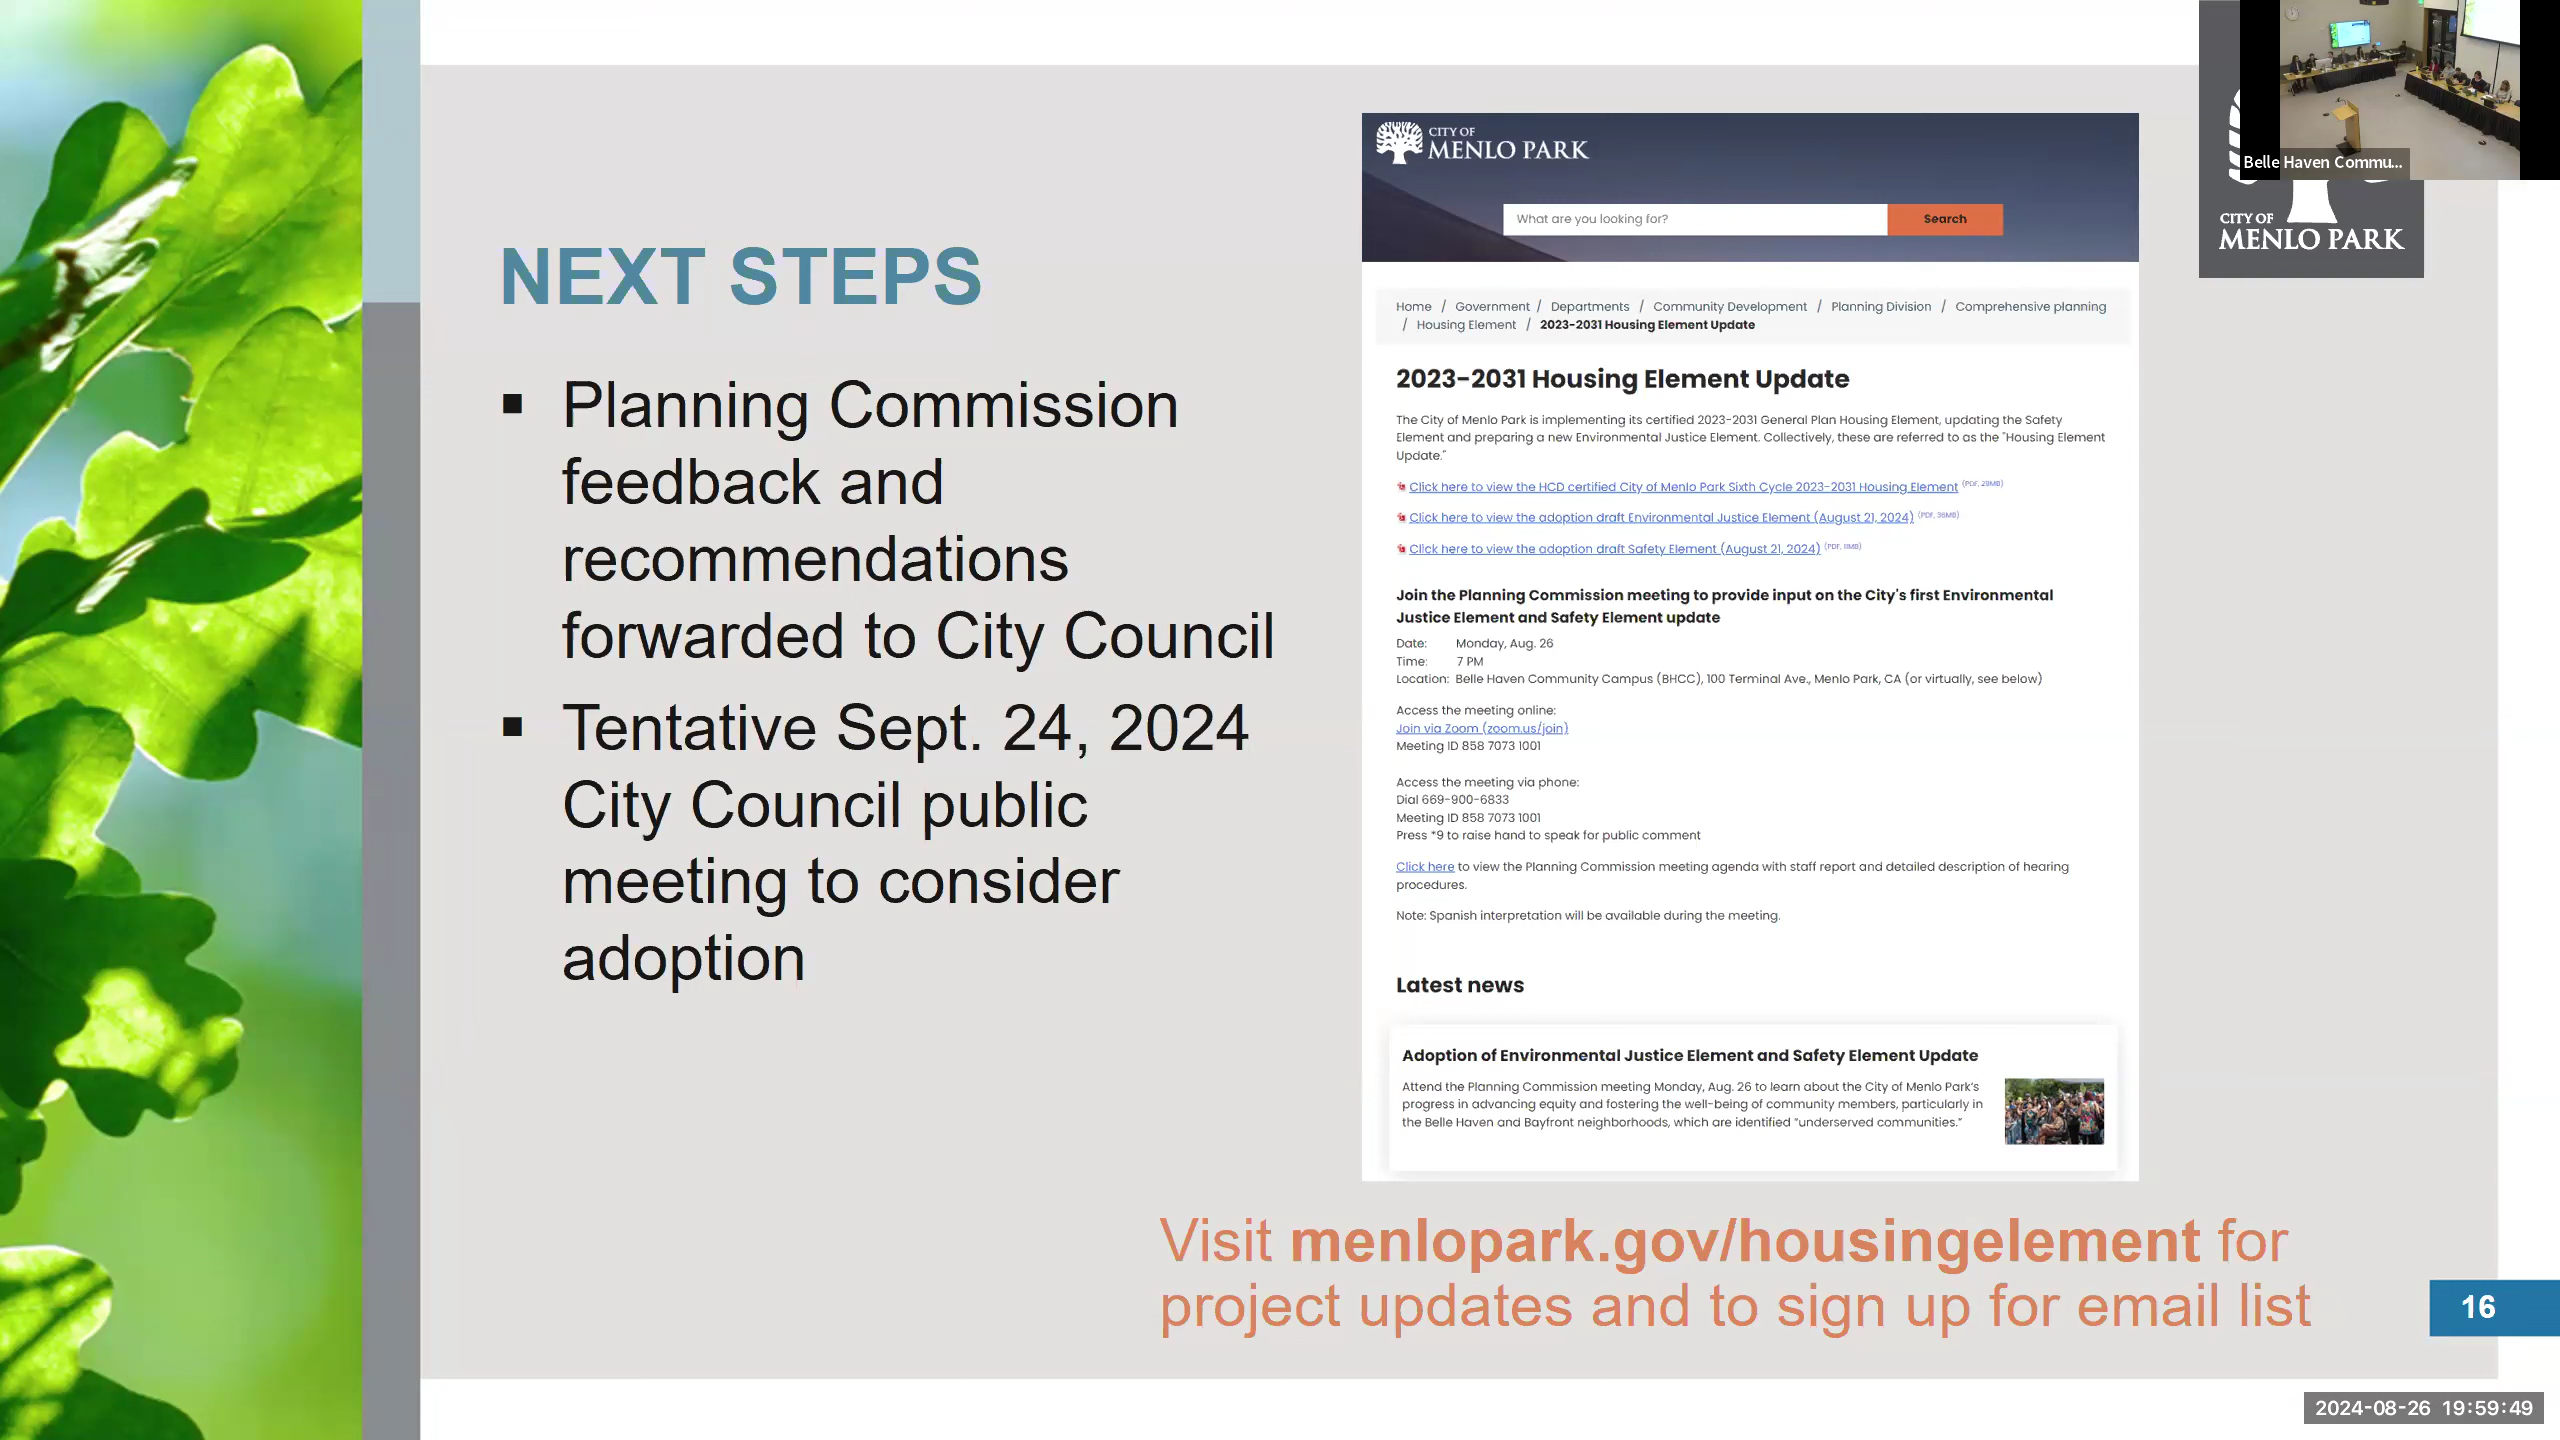 NEXT STEPS
▪ Planning Commission
feedback and
recommendations
forwarded to City Council
▪ Tentative Sept. 24, 2024
City Council public
meeting to consider
adoption
CITY OF
MENLO PARK
What are you looking for?
Search
Home / Government / Departments / Community Development / Planning Division / Comprehensive planning
/ Housing Element / 2023-2031 Housing Element Update
2023-2031 Housing Element Update
The City of Menlo Park is implementing its certified 2023-2031 General Plan Housing Element, updating the Safety
Element and preparing a new Environmental Justice Element. Collectively, these are referred to as the "Housing Element
Update."
Click here to view the HCD certified City of Menlo Park Sixth Cycle 2023-2031 Housing Element (PDF, 29MB)
Click here to view the adoption draft Environmental Justice Element (August 21, 2024) (PDF, 36MB)
Click here to view the adoption draft Safety Element (August 21, 2024) (PDF, 11MB)
Join the Planning Commission meeting to provide input on the City's first Environmental
Justice Element and Safety Element update
Date: Monday, Aug. 26
Time: 7 PM
Location: Belle Haven Community Campus (BHCC), 100 Terminal Ave., Menlo Park, CA (or virtually, see below)
Access the meeting online:
Join via Zoom (zoom.us/join)
Meeting ID 858 7073 1001
Access the meeting via phone:
Dial 669-900-6833
Meeting ID 858 7073 1001
Press *9 to raise hand to speak for public comment
Click here to view the Planning Commission meeting agenda with staff report and detailed description of hearing
procedures.
Note: Spanish interpretation will be available during the meeting.
Latest news
Adoption of Environmental Justice Element and Safety Element Update
Attend the Planning Commission meeting Monday, Aug. 26 to learn about the City of Menlo Park's
progress in advancing equity and fostering the well-being of community members, particularly in
the Belle Haven and Bayfront neighborhoods, which are identified "underserved communities."
Belle Haven Commu...
CITY OF
MENLO PARK
Visit menlopark.gov/housingelement for
project updates and to sign up for email list
16
2024-08-26 19:59:49